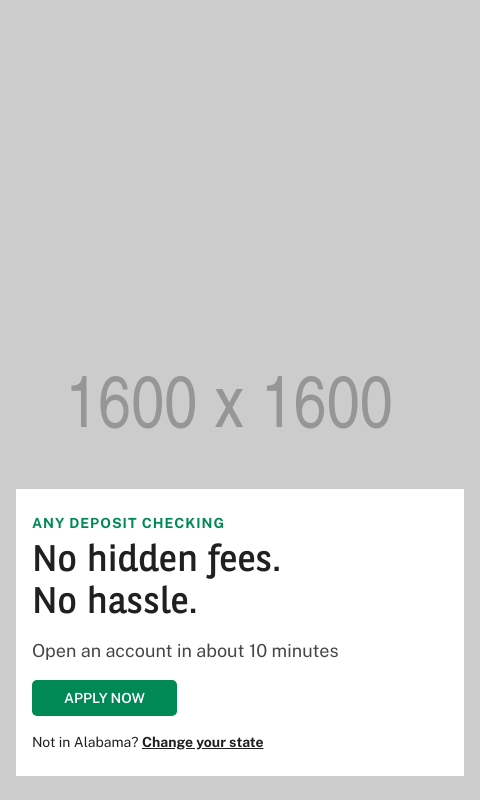 1600 x 1600
ANY DEPOSIT CHECKING
No hidden fees.
No hassle.
Open an account in about 10 minutes
APPLY NOW
Not in Alabama? Change your state